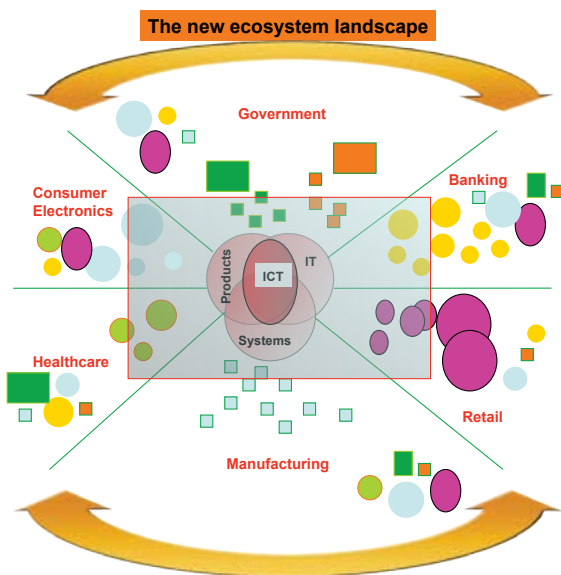 The new ecosystem landscape
Government
Consumer
Electronics
Banking
Products
IT
ICT
Systems
Healthcare
Retail
Manufacturing